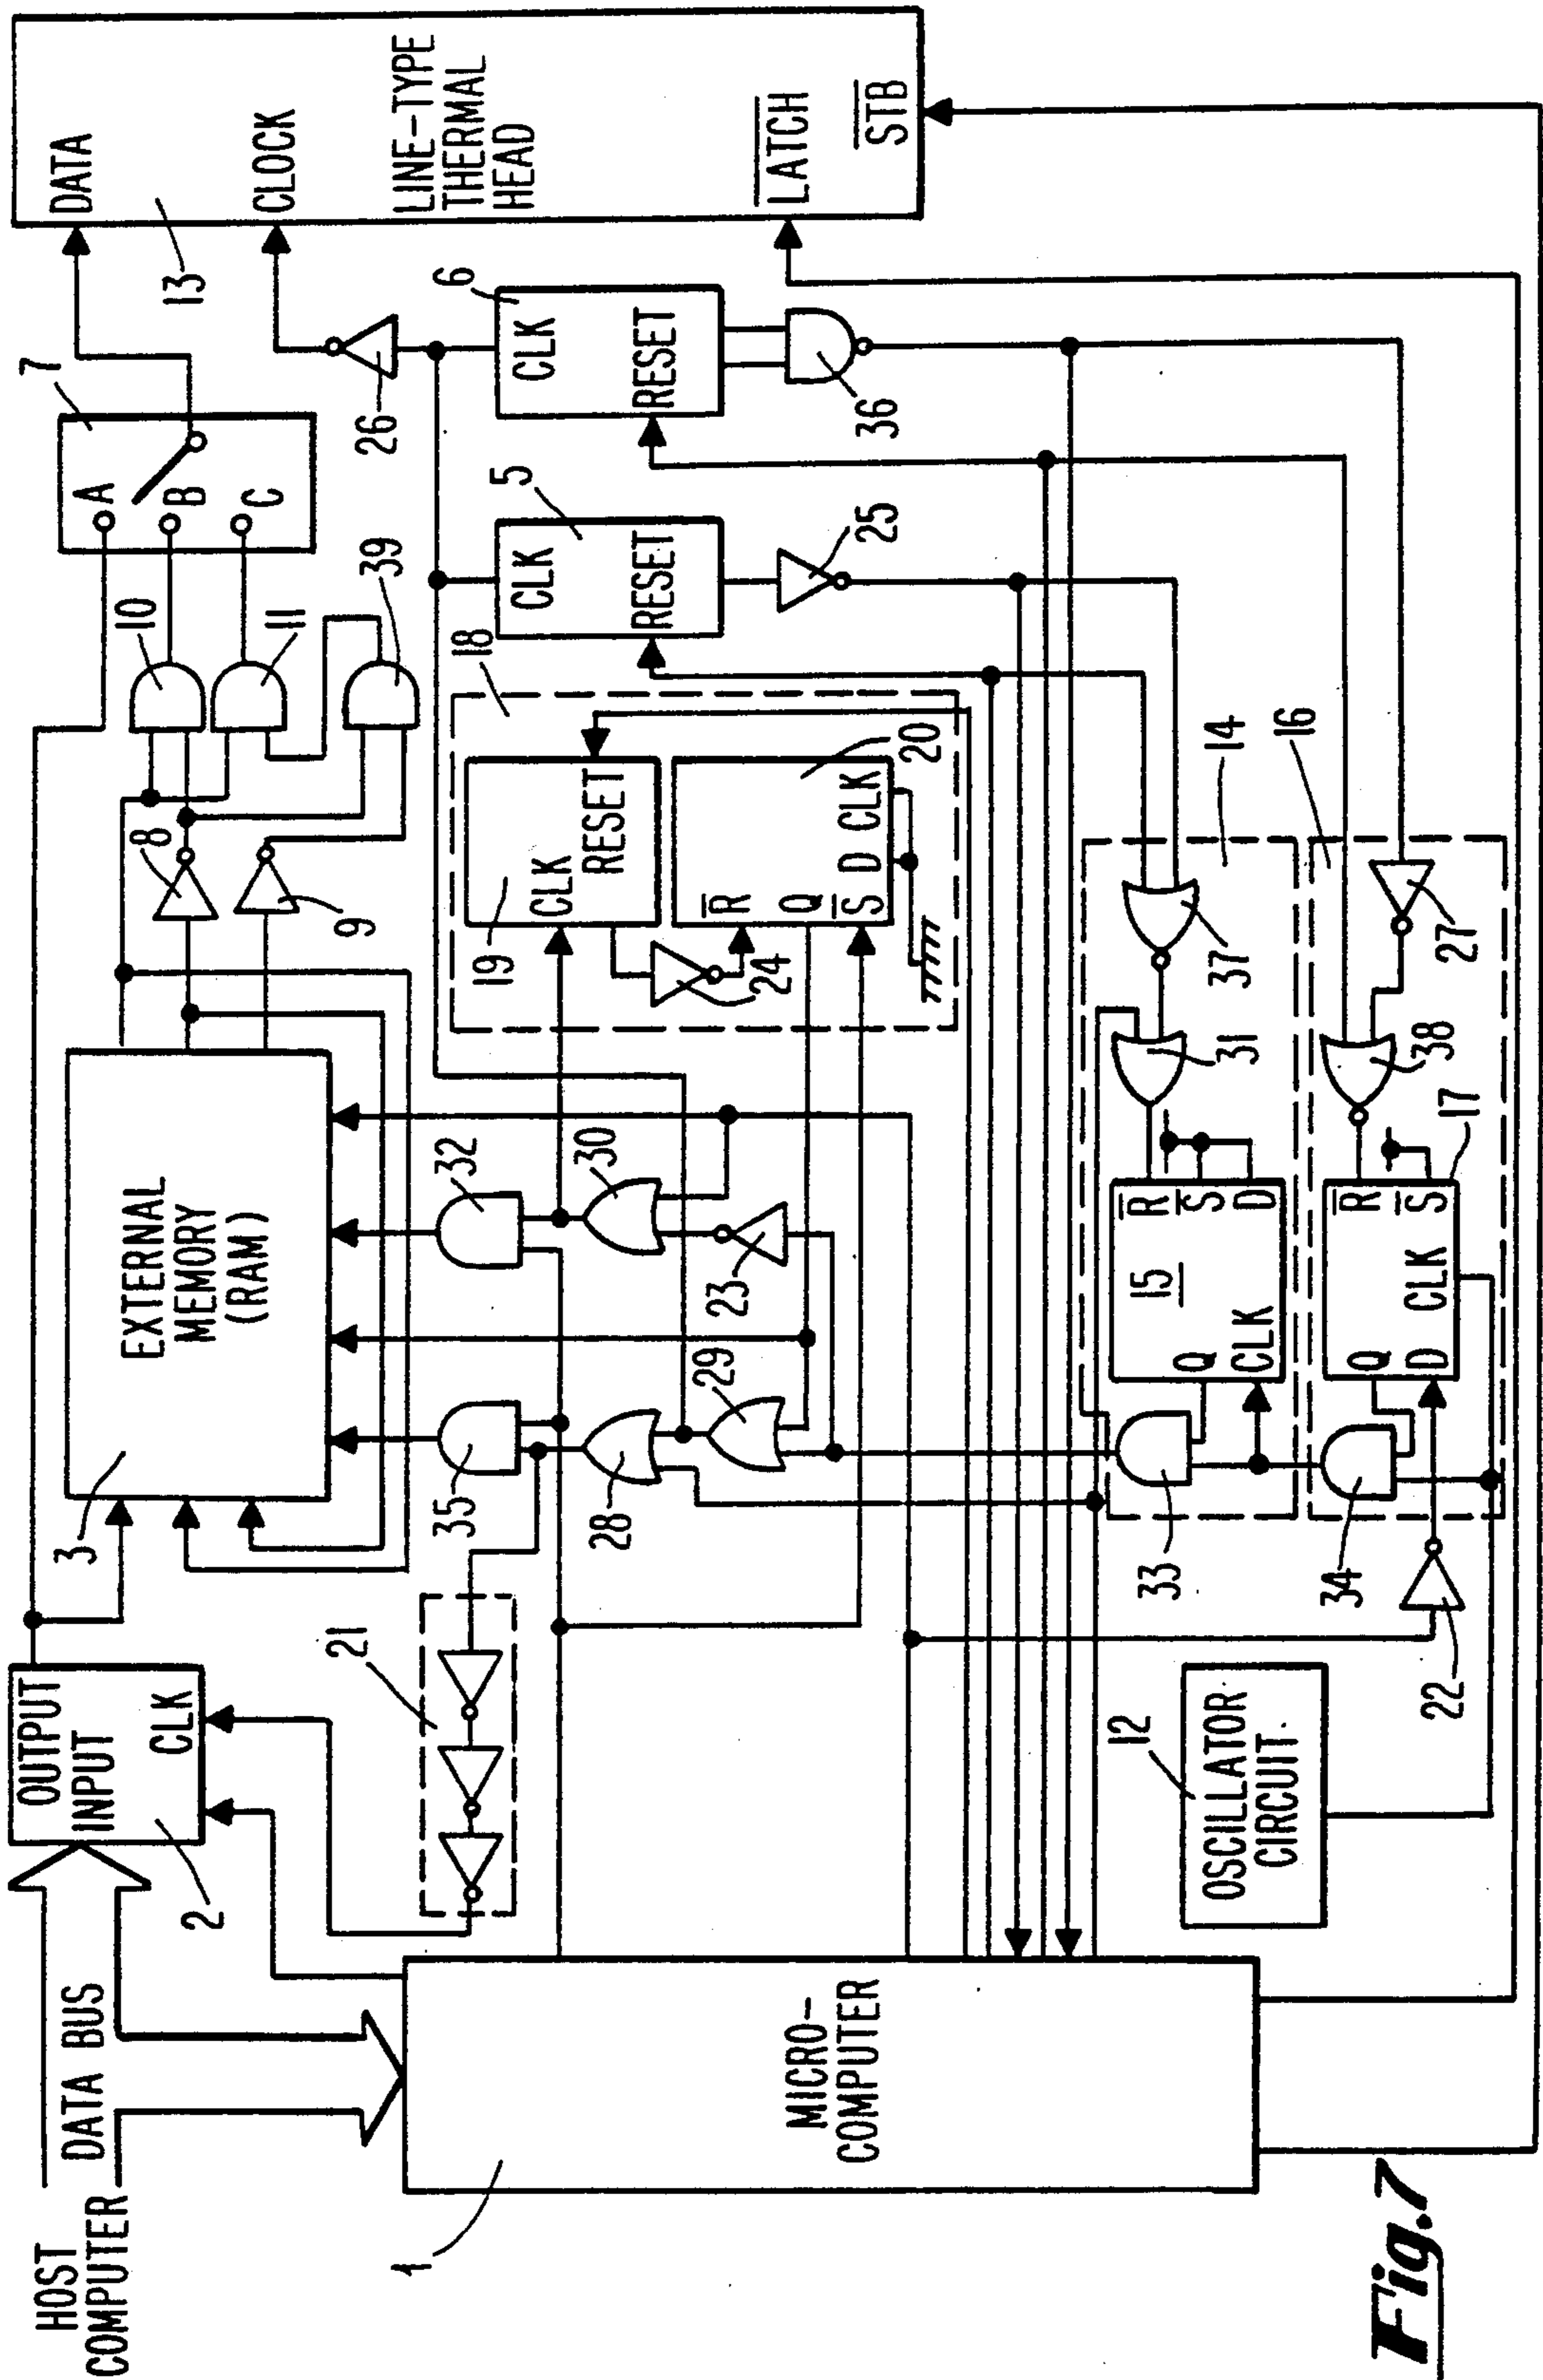 HOST
COMPUTER
DATA BUS
OUTPUT
INPUT
CLK
2
MICRO-
COMPUTER
1
21
3
EXTERNAL
MEMORY
(RAM)
8
9
10
11
39
7
A
B
C
DATA
CLOCK
LINE-TYPE
THERMAL
HEAD
LATCH
STB
13
26
6
CLK
RESET
36
5
CLK
RESET
25
18
19
CLK
RESET
20
R
Q
S
D
CLK
24
35
32
30
28
29
23
14
37
31
15
R
S
D
Q
CLK
33
16
27
38
17
R
S
CLK
Q
D
34
22
12
OSCILLATOR
CIRCUIT
Fig.7